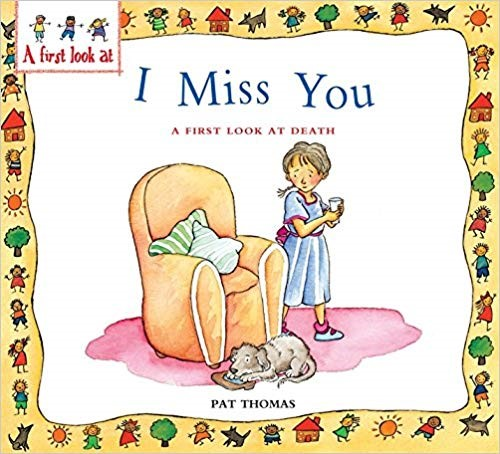 A first look at
I Miss You
A FIRST LOOK AT DEATH
PAT THOMAS